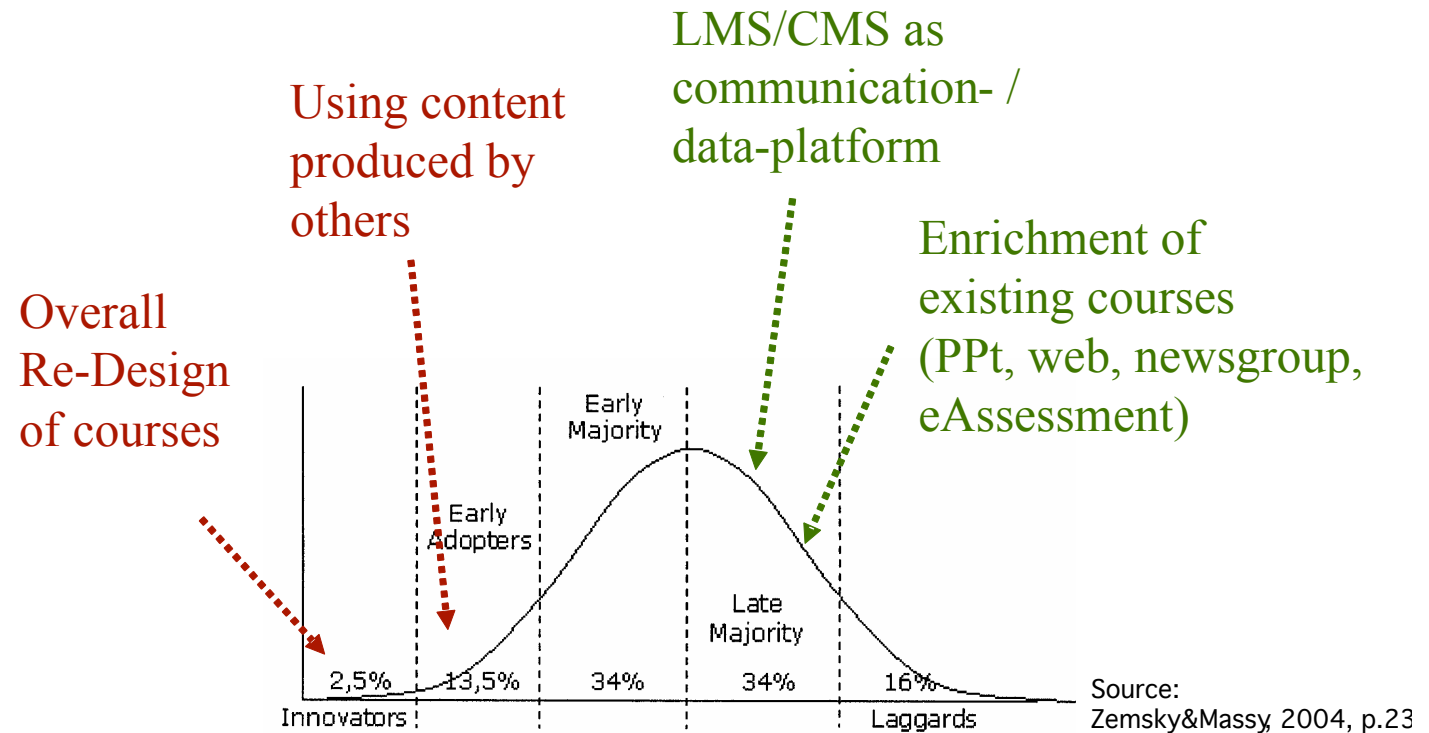 LMS/CMS as
communication- /
data-platform
Using content
produced by
others
Enrichment of
existing courses
(PPt, web, newsgroup,
eAssessment)
Overall
Re-Design
of courses
Early
Majority
Early
Adopters
Late
Majority
2,5%
13,5%
34%
34%
16%
Innovators
Laggards
Source:
Zemsky&Massy, 2004, p.23